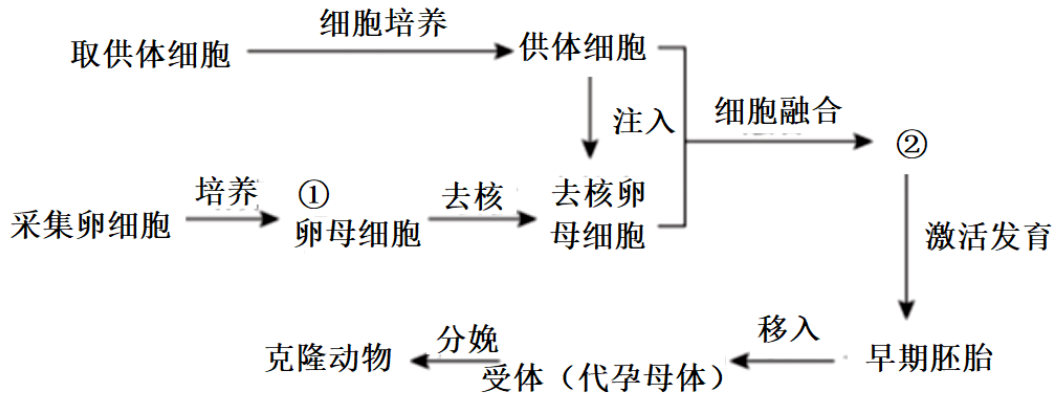 细胞培养
取供体细胞
供体细胞
注入
细胞融合
②
培养
①
去核
去核卵
采集卵细胞
卵母细胞
母细胞
激活发育
移入
分娩
克隆动物
受体（代孕母体）
早期胚胎